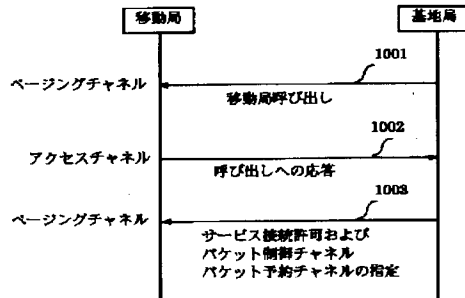 移動局
基地局
1001
ページングチャネル
移動局呼び出し
1002
アクセスチャネル
呼び出しへの応答
1003
ページングチャネル
サービス接続許可および
パケット制御チャネル
パケット予約チャネルの指定